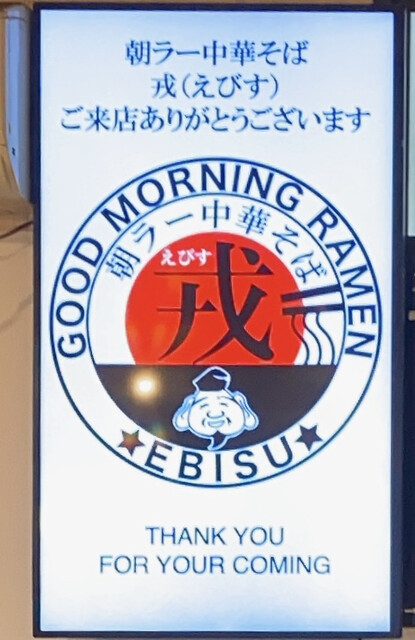 朝ラー中華そば
戎(えびす)
ご来店ありがとうございます
GOOD MORNING RAMEN
朝ラー中華そば
えびす
戎
EBISU
THANK YOU
FOR YOUR COMING